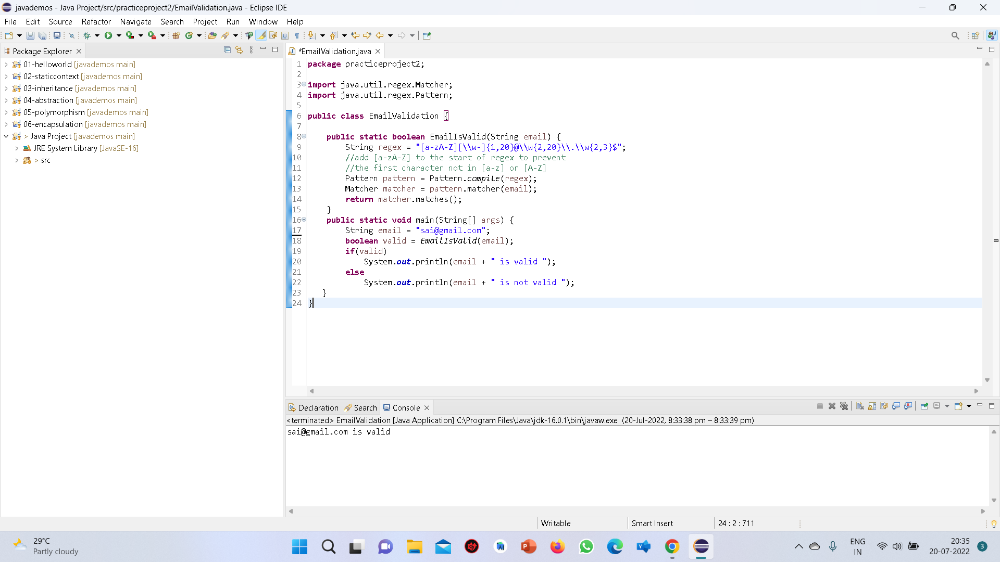 javademos - Java Project/src/practiceproject2/EmailValidation.java - Eclipse IDE
File Edit Source Refactor Navigate Search Project Run Window Help
Package Explorer
01-helloworld [javademos main]
02-staticcontext [javademos main]
03-inheritance [javademos main]
04-abstraction [javademos main]
05-polymorphism [javademos main]
06-encapsulation [javademos main]
> Java Project [javademos main]
JRE System Library [JavaSE-16]
> src
*EmailValidation.java
1 package practiceproject2;
2
3 import java.util.regex.Matcher;
4 import java.util.regex.Pattern;
5
6 public class EmailValidation {
7
8 public static boolean EmailIsValid(String email) {
9 String regex = "[a-zA-Z][\\w-]{1,20}@\\w{2,20}\\.\\w{2,3}$";
10 //add [a-zA-Z] to the start of regex to prevent
11 //the first character not in [a-z] or [A-Z]
12 Pattern pattern = Pattern.compile(regex);
13 Matcher matcher = pattern.matcher(email);
14 return matcher.matches();
15 }
16 public static void main(String[] args) {
17 String email = "sai@gmail.com";
18 boolean valid = EmailIsValid(email);
19 if(valid)
20 System.out.println(email + " is valid ");
21 else
22 System.out.println(email + " is not valid ");
23 }
24 }
Declaration Search Console
<terminated> EmailValidation [Java Application] C:\Program Files\Java\jdk-16.0.1\bin\javaw.exe (20-Jul-2022, 8:33:38 pm – 8:33:39 pm)
sai@gmail.com is valid
Writable Smart Insert 24 : 2 : 711
29°C
Partly cloudy
ENG
IN
20:35
20-07-2022
3